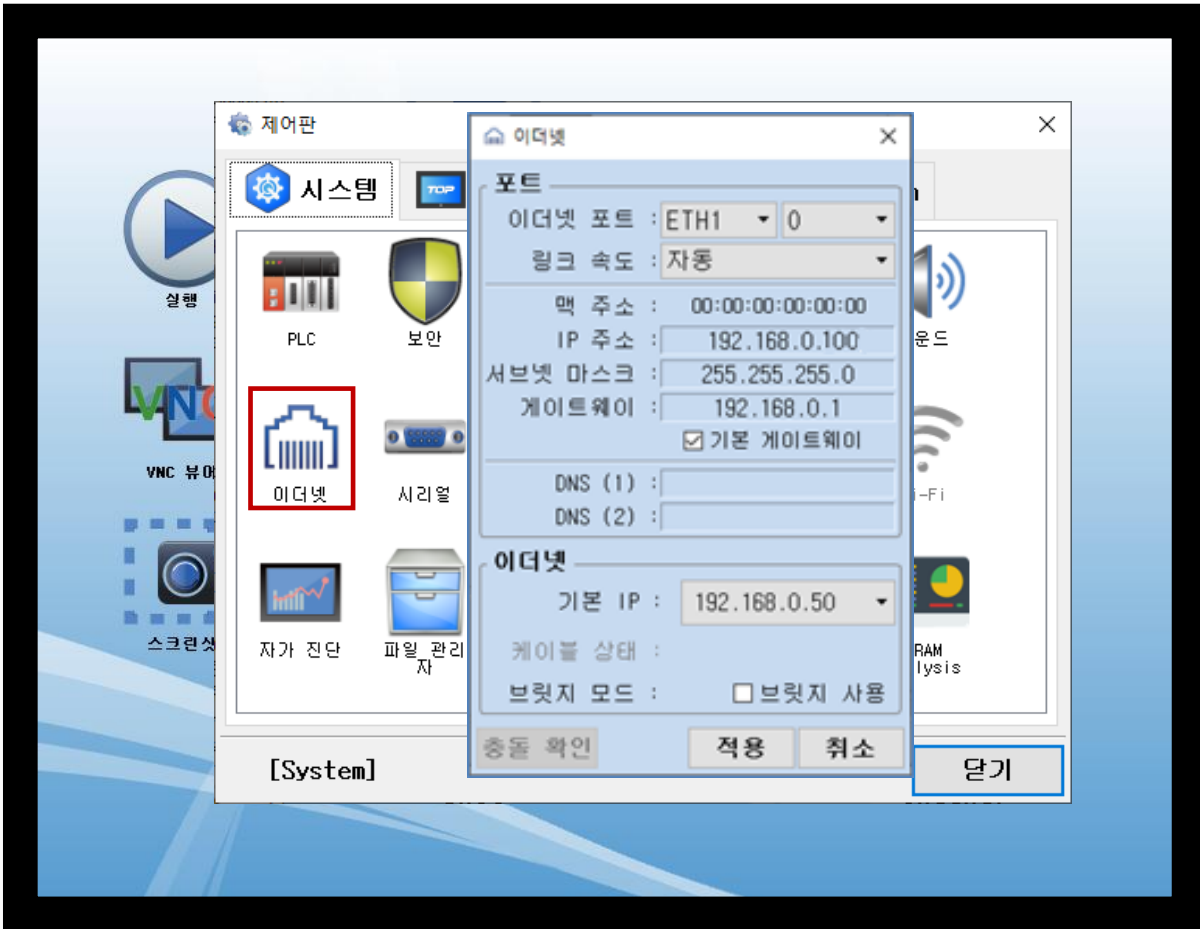 제어판
이더넷
시스템
TOP
포트
이더넷 포트 : ETH1 0
링크 속도 : 자동
맥 주소 : 00:00:00:00:00:00
IP 주소 : 192.168.0.100
서브넷 마스크 : 255.255.255.0
게이트웨이 : 192.168.0.1
기본 게이트웨이
DNS (1) :
DNS (2) :
이더넷
기본 IP : 192.168.0.50
케이블 상태 :
브릿지 모드 : 브릿지 사용
충돌 확인
적용
취소
실행
PLC
보안
운드
VNC
VNC 뷰어
이더넷
시리얼
i-Fi
스크린샷
자가 진단
파일 관리
자
RAM
lysis
[System]
닫기